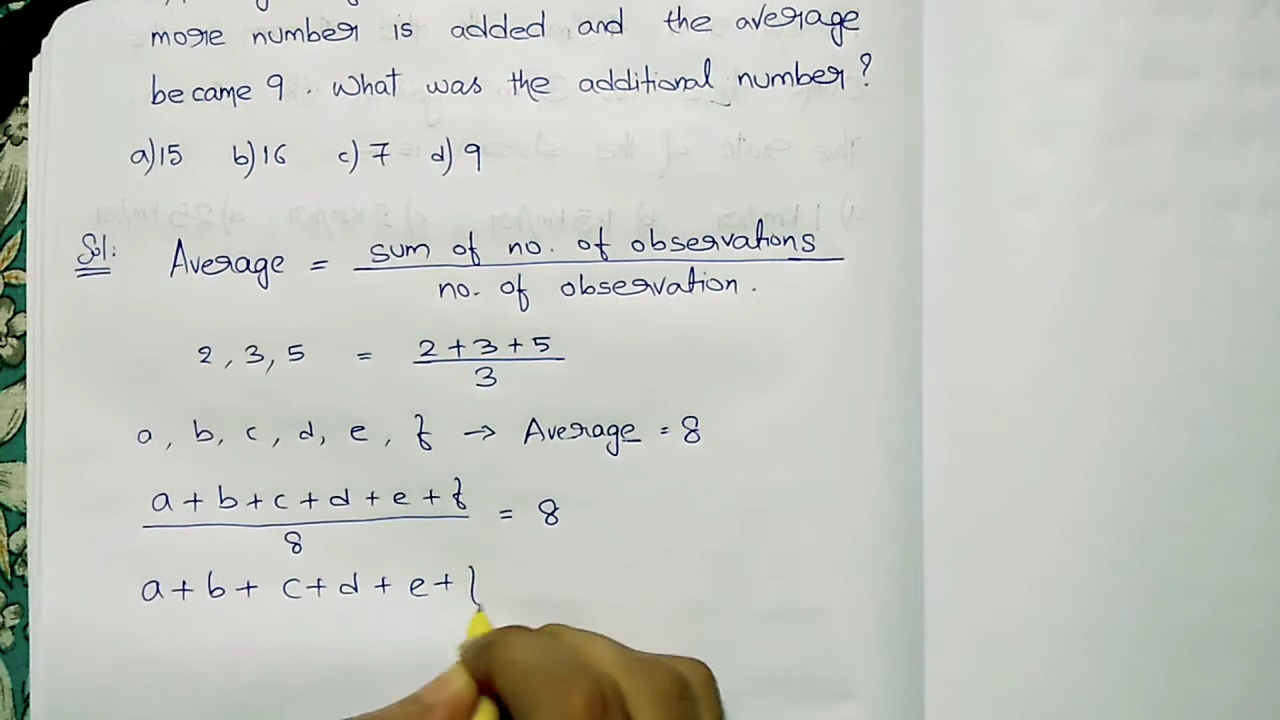 more number is added and the average
became 9. What was the additional number?
a) 15 b) 16 c) 7 d) 9
Sol: Average = sum of no. of observations
no. of observation.
2, 3, 5 = 2+3+5
3
a, b, c, d, e, f → Average = 8
a+b+c+d+e+f = 8
8
a+b+ c+d+e+